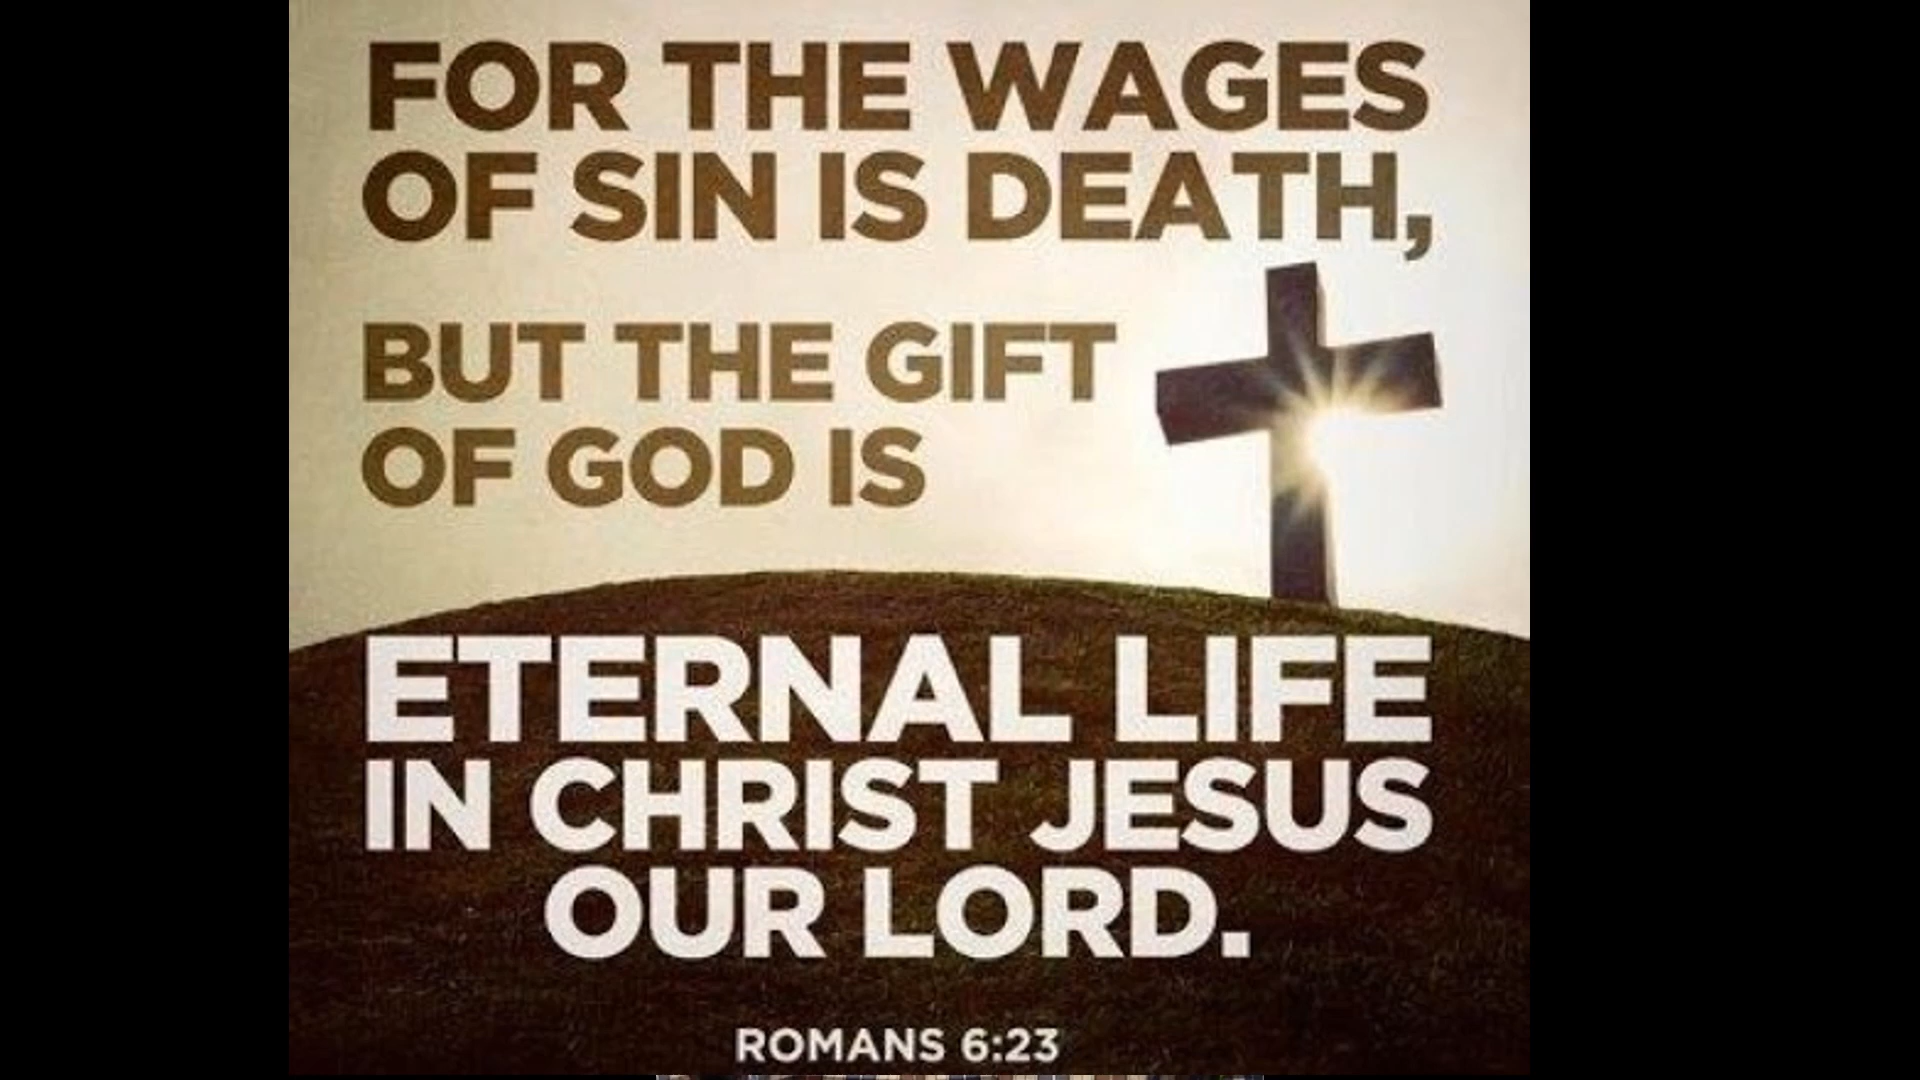 FOR THE WAGES
OF SIN IS DEATH,
BUT THE GIFT
OF GOD IS
ETERNAL LIFE
IN CHRIST JESUS
OUR LORD.
ROMANS 6:23